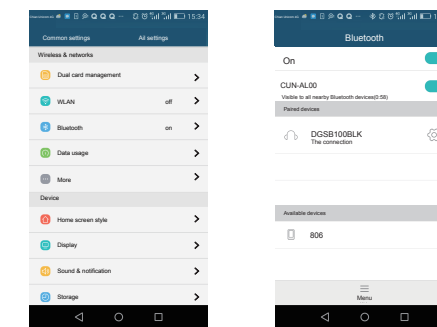 15:34
Common settings
All settings
Wireless & networks
Dual card management
WLAN off
Bluetooth on
Data usage
More
Device
Home screen style
Display
Sound & notification
Storage
Bluetooth
On
CUN-AL00
Visible to all nearby Bluetooth devices(0:58)
Paired devices
DGSB100BLK
The connection
Available devices
806
Menu